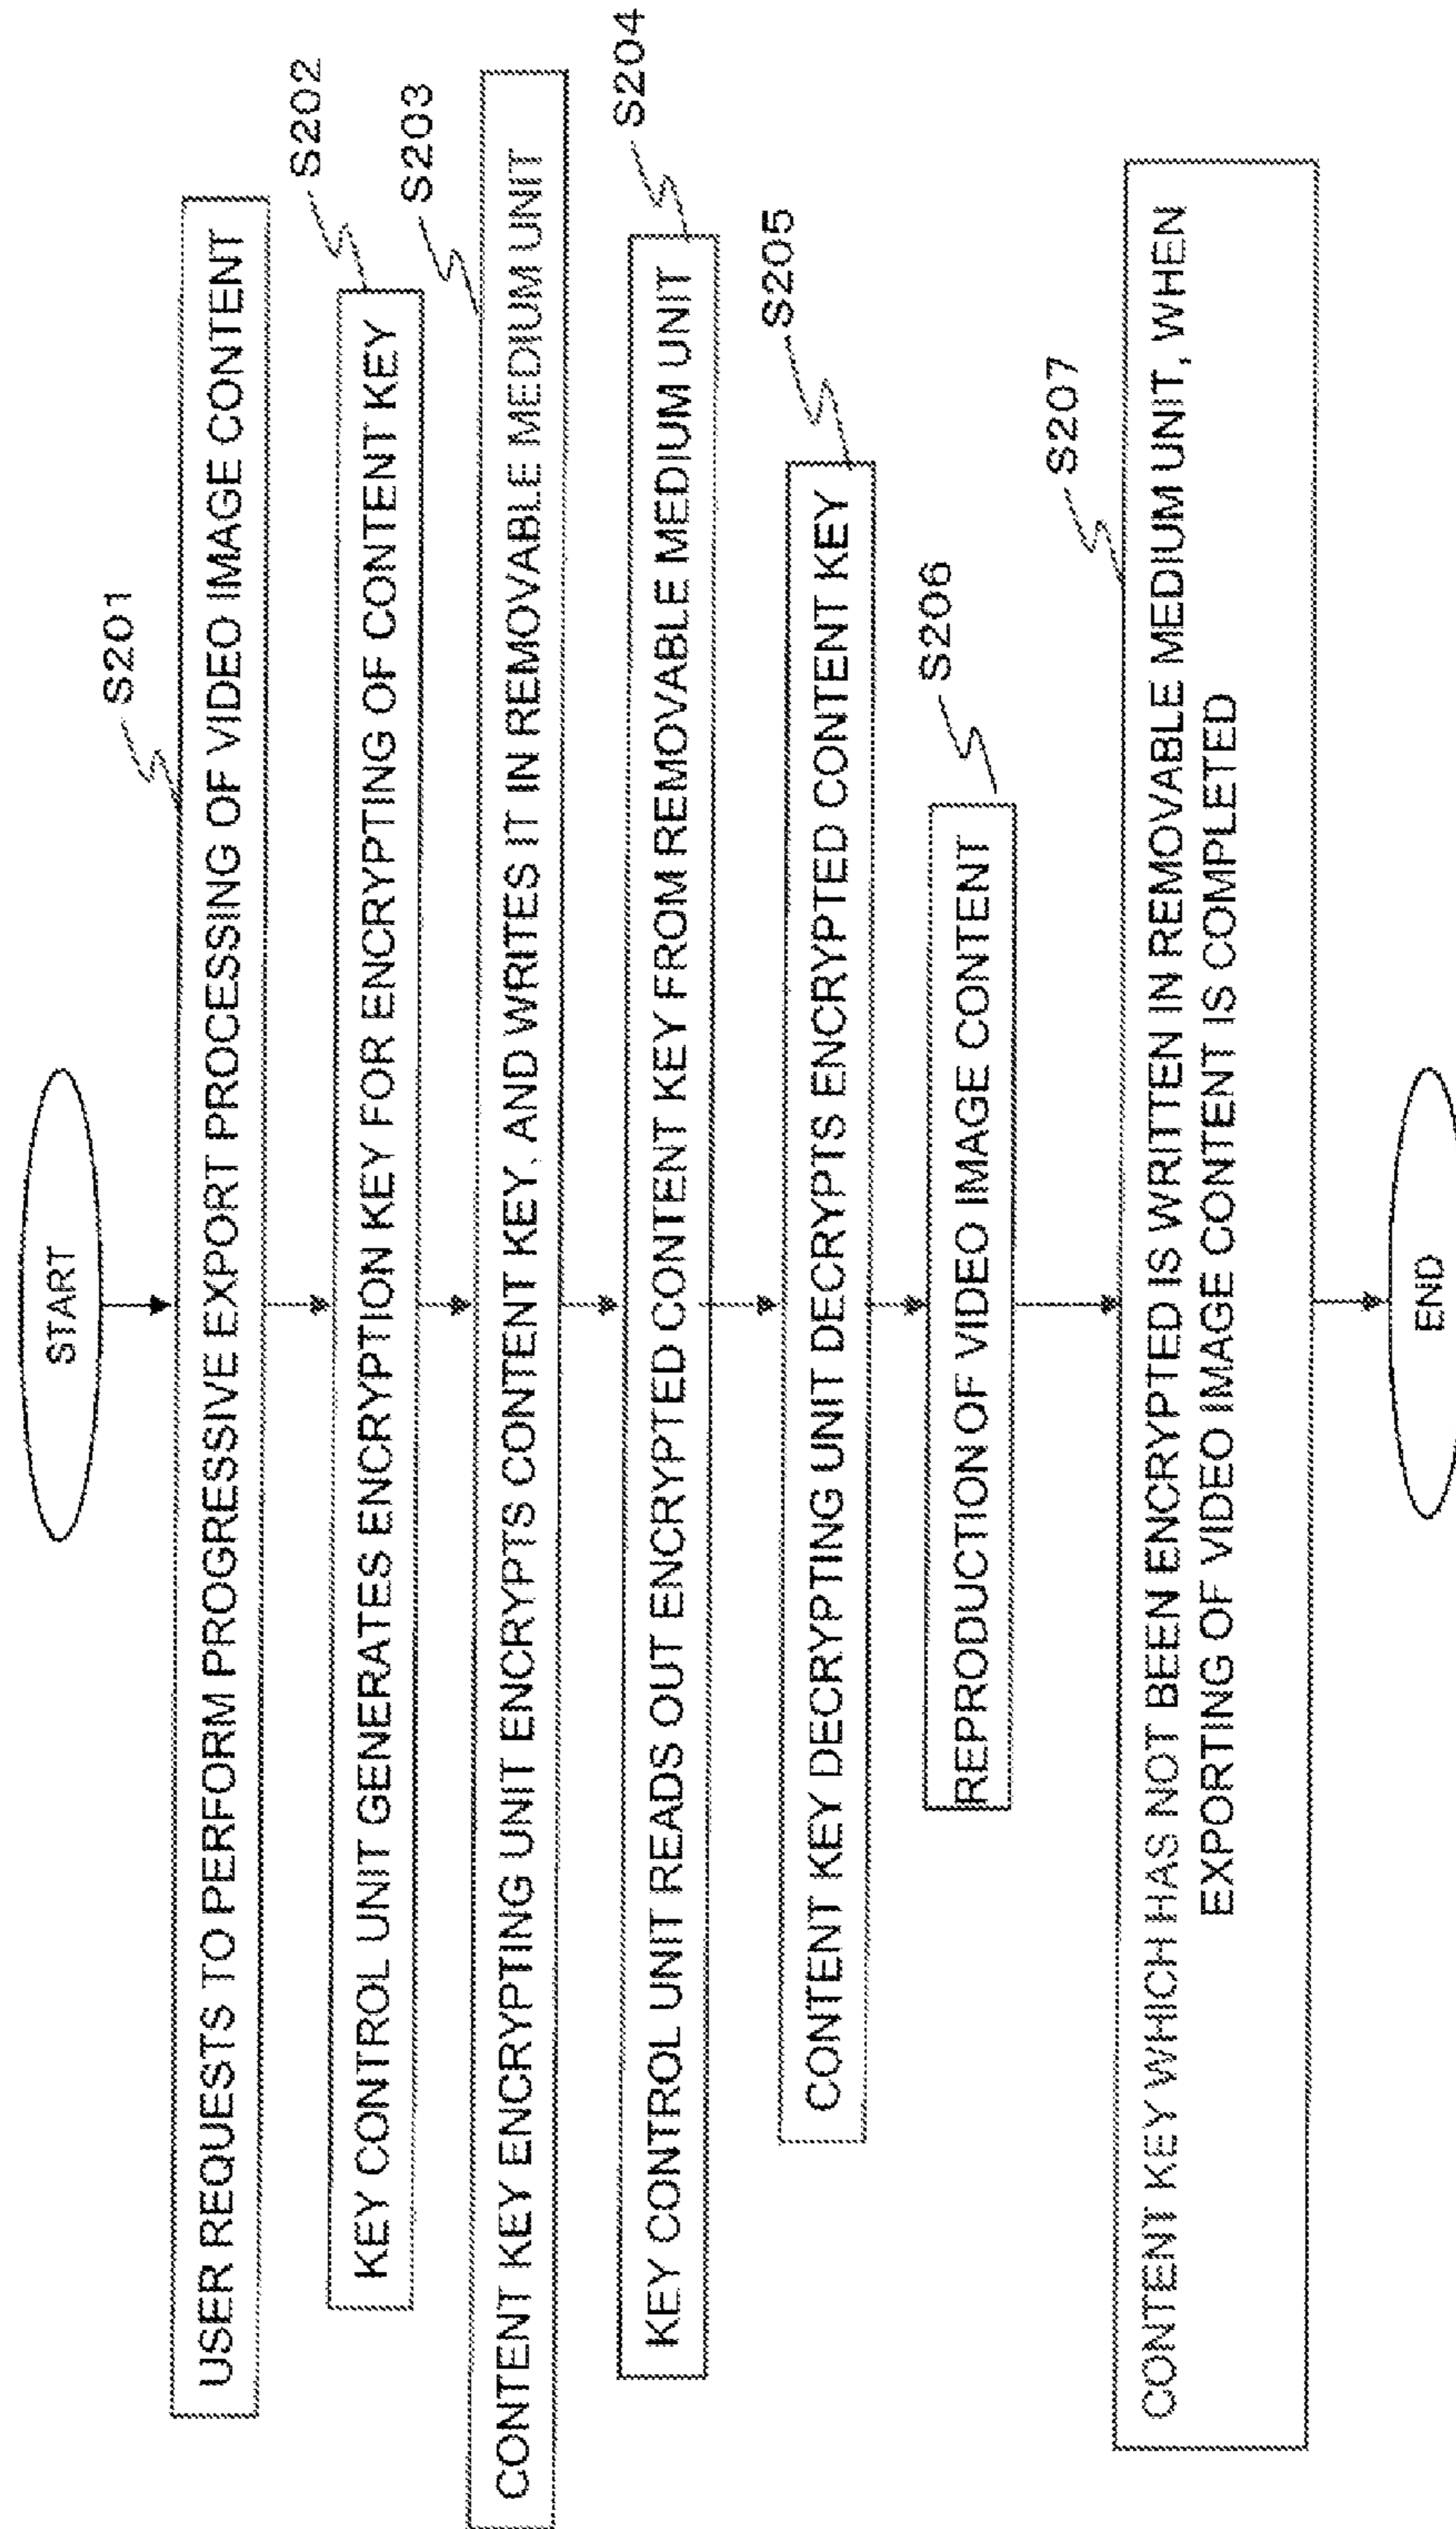 START
S201
USER REQUESTS TO PERFORM PROGRESSIVE EXPORT PROCESSING OF VIDEO IMAGE CONTENT
S202
KEY CONTROL UNIT GENERATES ENCRYPTION KEY FOR ENCRYPTING OF CONTENT KEY
S203
CONTENT KEY ENCRYPTING UNIT ENCRYPTS CONTENT KEY, AND WRITES IT IN REMOVABLE MEDIUM UNIT
S204
KEY CONTROL UNIT READS OUT ENCRYPTED CONTENT KEY FROM REMOVABLE MEDIUM UNIT
S205
CONTENT KEY DECRYPTING UNIT DECRYPTS ENCRYPTED CONTENT KEY
S206
REPRODUCTION OF VIDEO IMAGE CONTENT
S207
CONTENT KEY WHICH HAS NOT BEEN ENCRYPTED IS WRITTEN IN REMOVABLE MEDIUM UNIT, WHEN
EXPORTING OF VIDEO IMAGE CONTENT IS COMPLETED
END